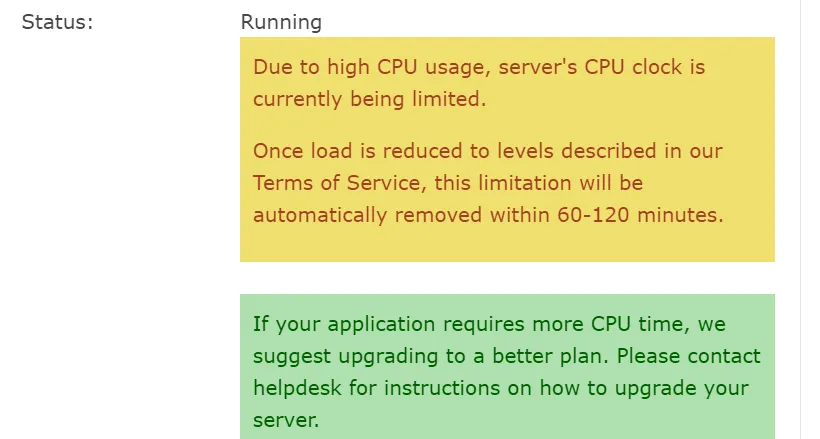 Status: Running
Due to high CPU usage, server's CPU clock is
currently being limited.
Once load is reduced to levels described in our
Terms of Service, this limitation will be
automatically removed within 60-120 minutes.
If your application requires more CPU time, we
suggest upgrading to a better plan. Please contact
helpdesk for instructions on how to upgrade your
server.